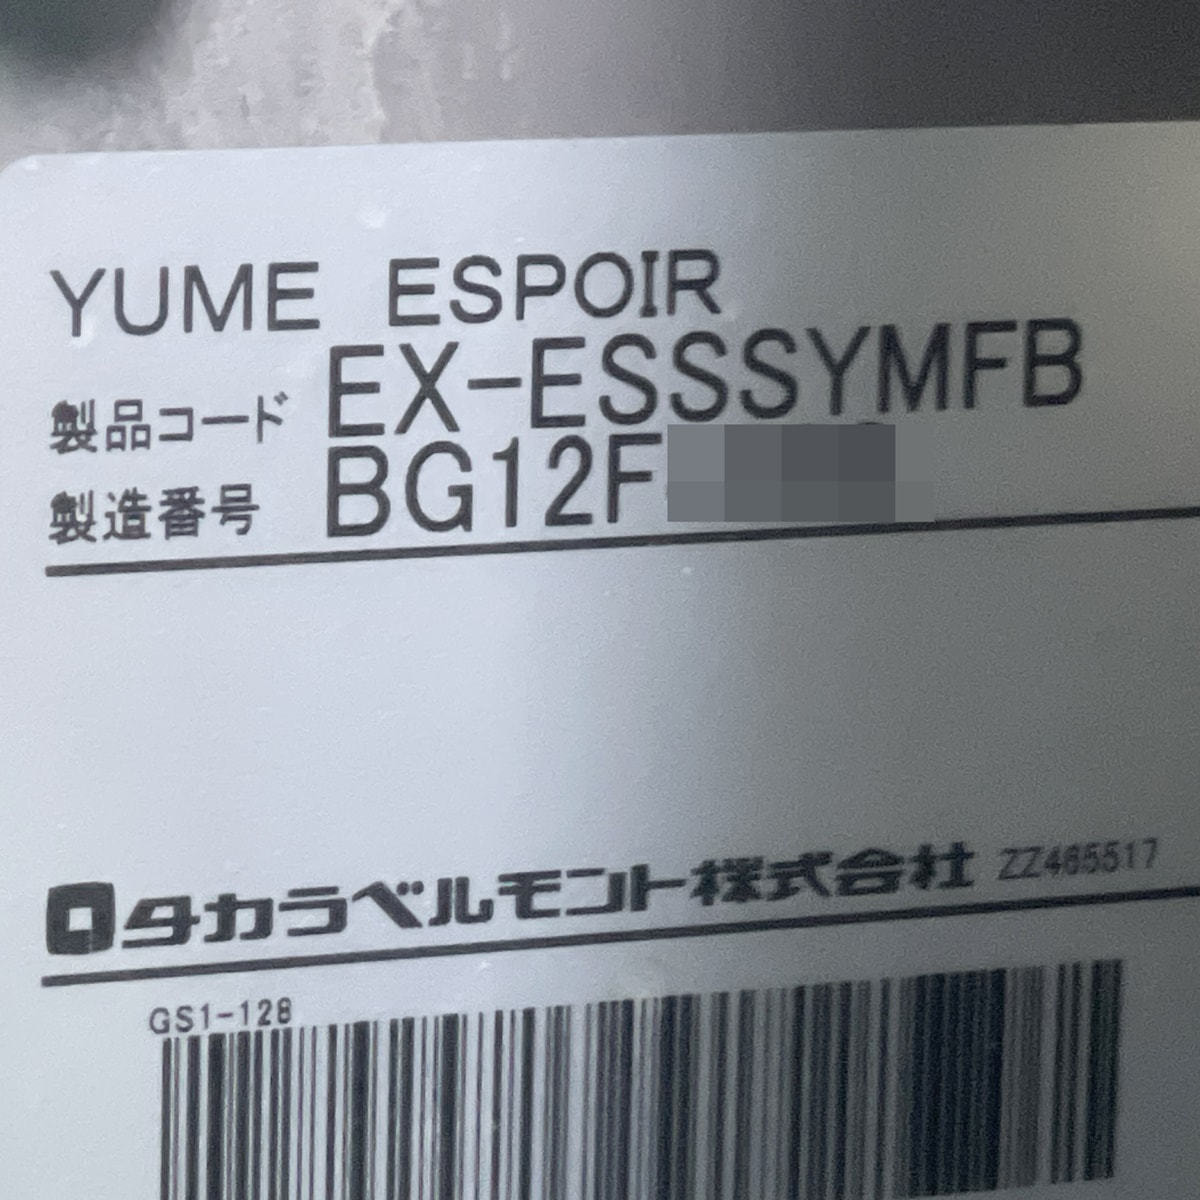 YUME ESPOIR
製品コード EX-ESSSYMFB
製造番号 BG12F
タカラベルモント株式会社 ZZ465517
GS1-128